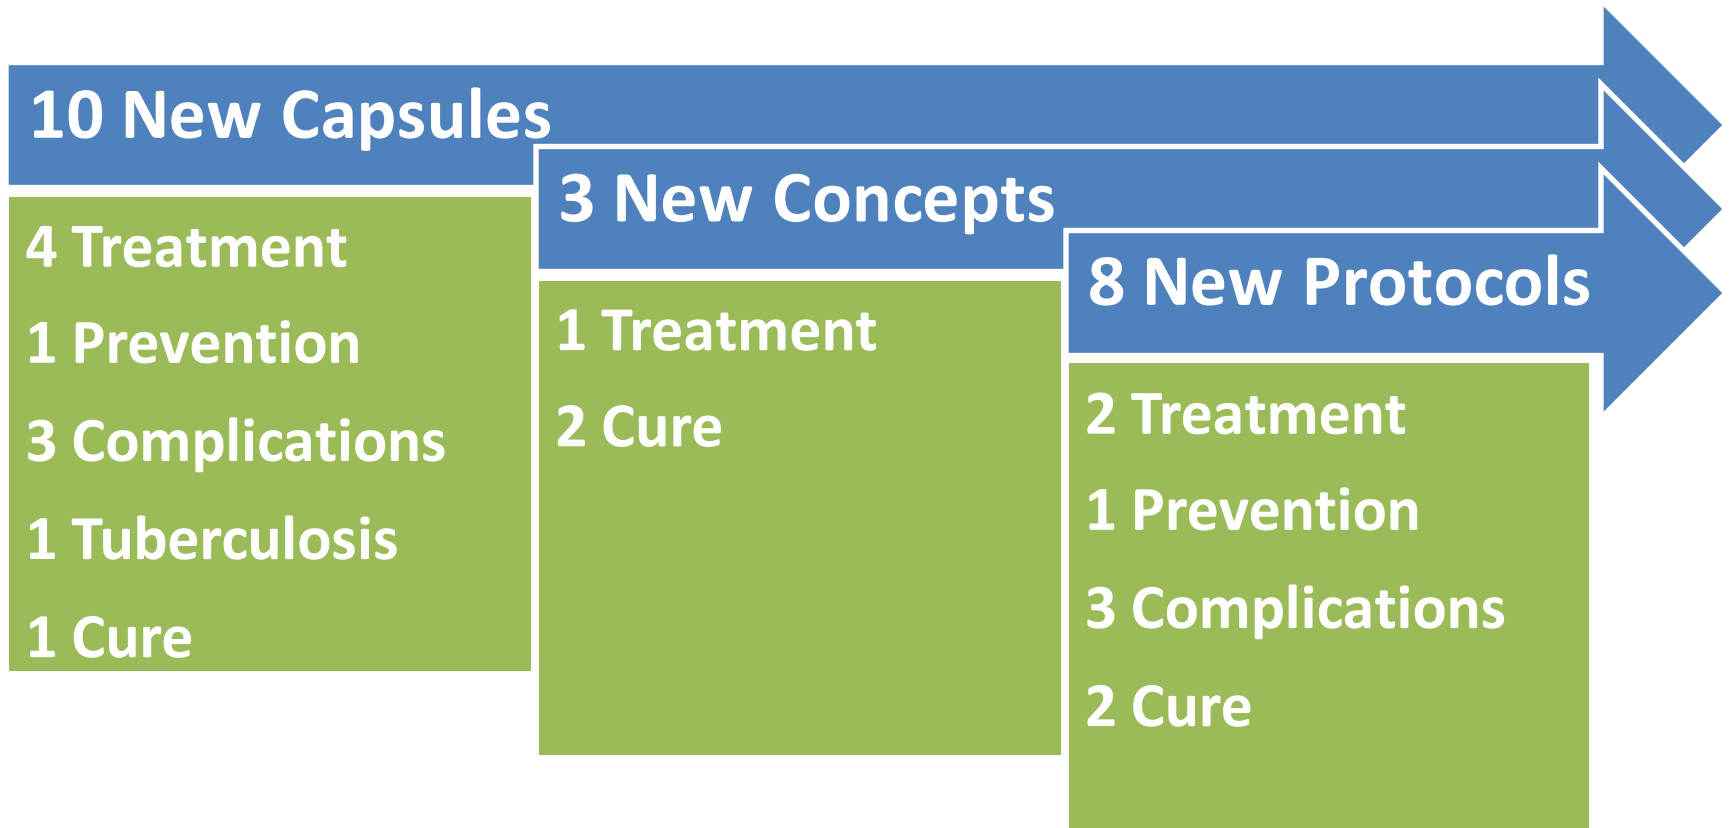 10 New Capsules
4 Treatment
1 Prevention
3 Complications
1 Tuberculosis
1 Cure
3 New Concepts
1 Treatment
2 Cure
8 New Protocols
2 Treatment
1 Prevention
3 Complications
2 Cure